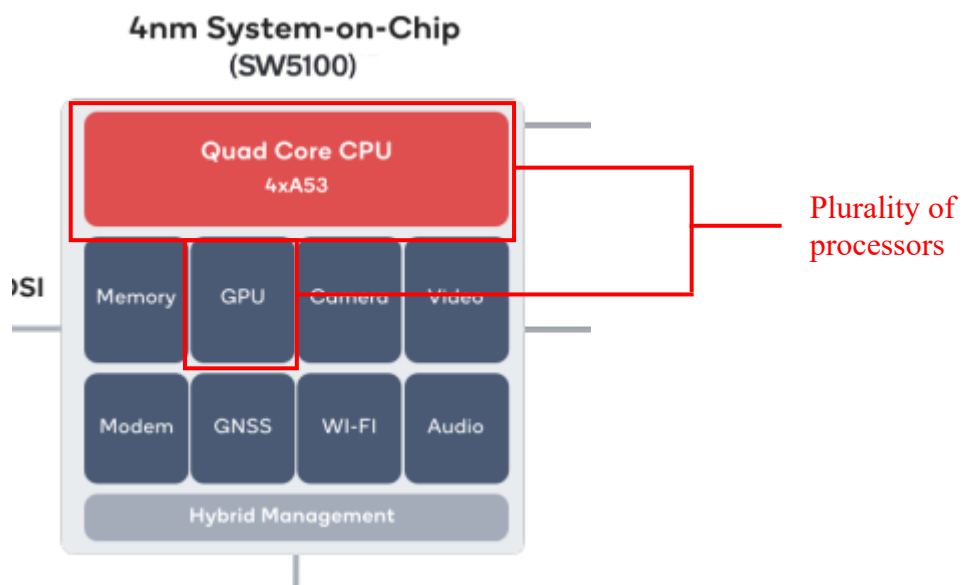 4nm System-on-Chip
(SW5100)
Quad Core CPU
4xA53
Plurality of
processors
DSI
Memory
GPU
Camera
Video
Modem
GNSS
WI-FI
Audio
Hybrid Management